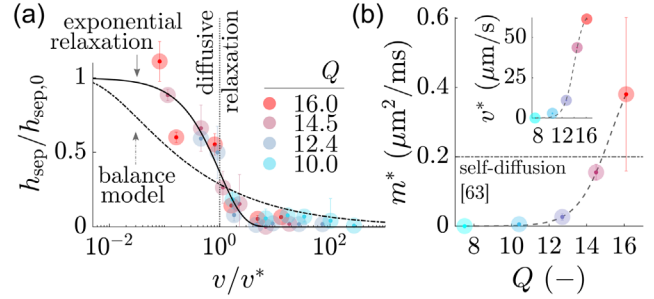 (a)
exponential
relaxation
diffusive
relaxation
balance
model
Q
16.0
14.5
12.4
10.0
h_sep/h_sep,0
1
0.5
0
10^−2
10^0
10^2
v/v*
(b)
m* (μm²/ms)
0.6
0.4
0.2
0.0
v* (μm/s)
50
25
0
8
12
16
self-diffusion
[63]
8
10
12
14
16
Q (−)